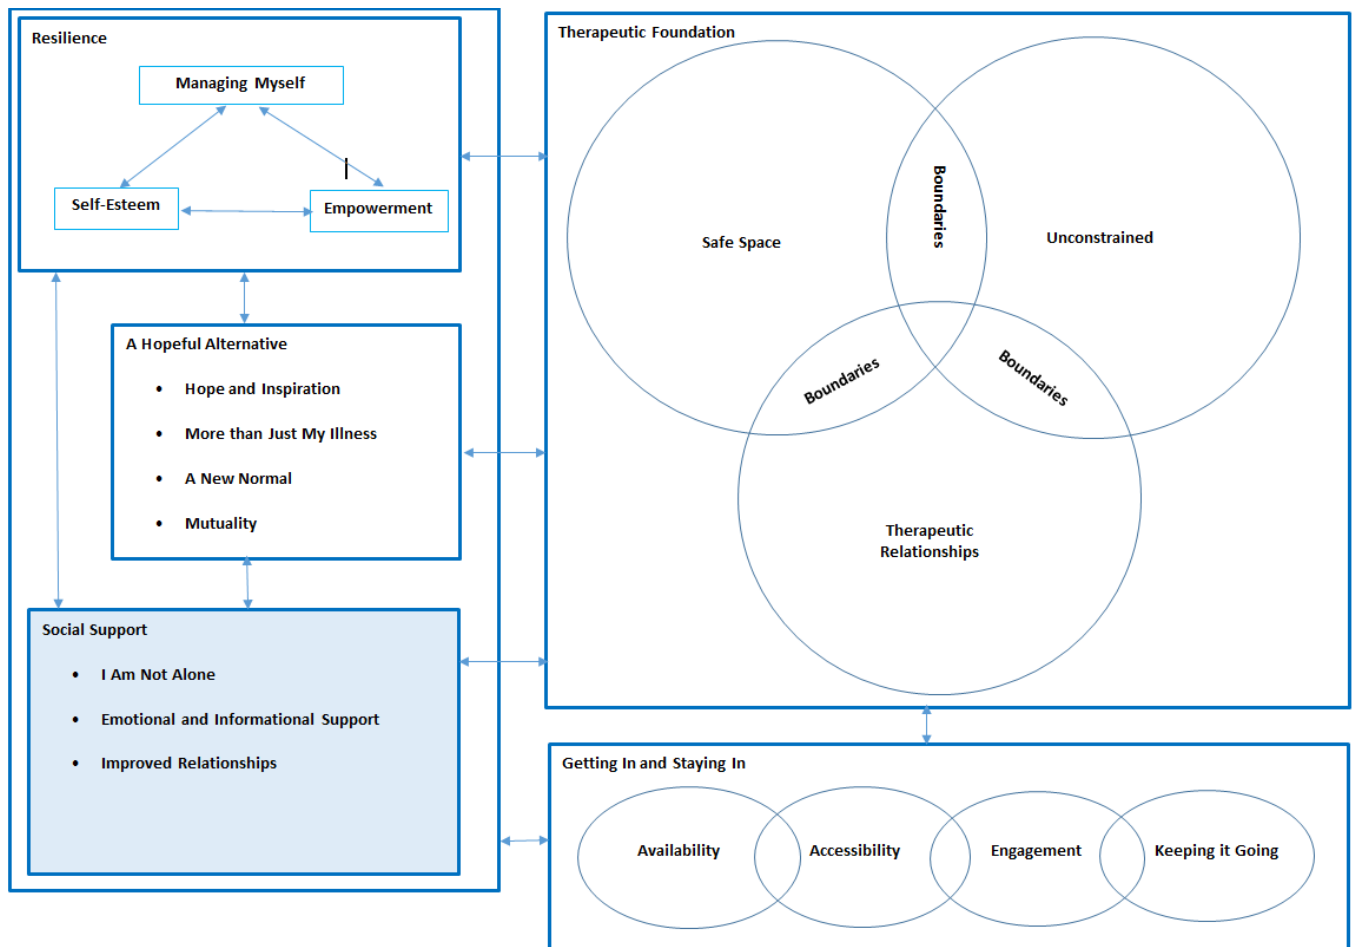 Resilience
Managing Myself
Self-Esteem
Empowerment
A Hopeful Alternative
• Hope and Inspiration
• More than Just My Illness
• A New Normal
• Mutuality
Social Support
• I Am Not Alone
• Emotional and Informational Support
• Improved Relationships
Therapeutic Foundation
Safe Space
Boundaries
Unconstrained
Boundaries
Boundaries
Therapeutic
Relationships
Getting In and Staying In
Availability
Accessibility
Engagement
Keeping it Going